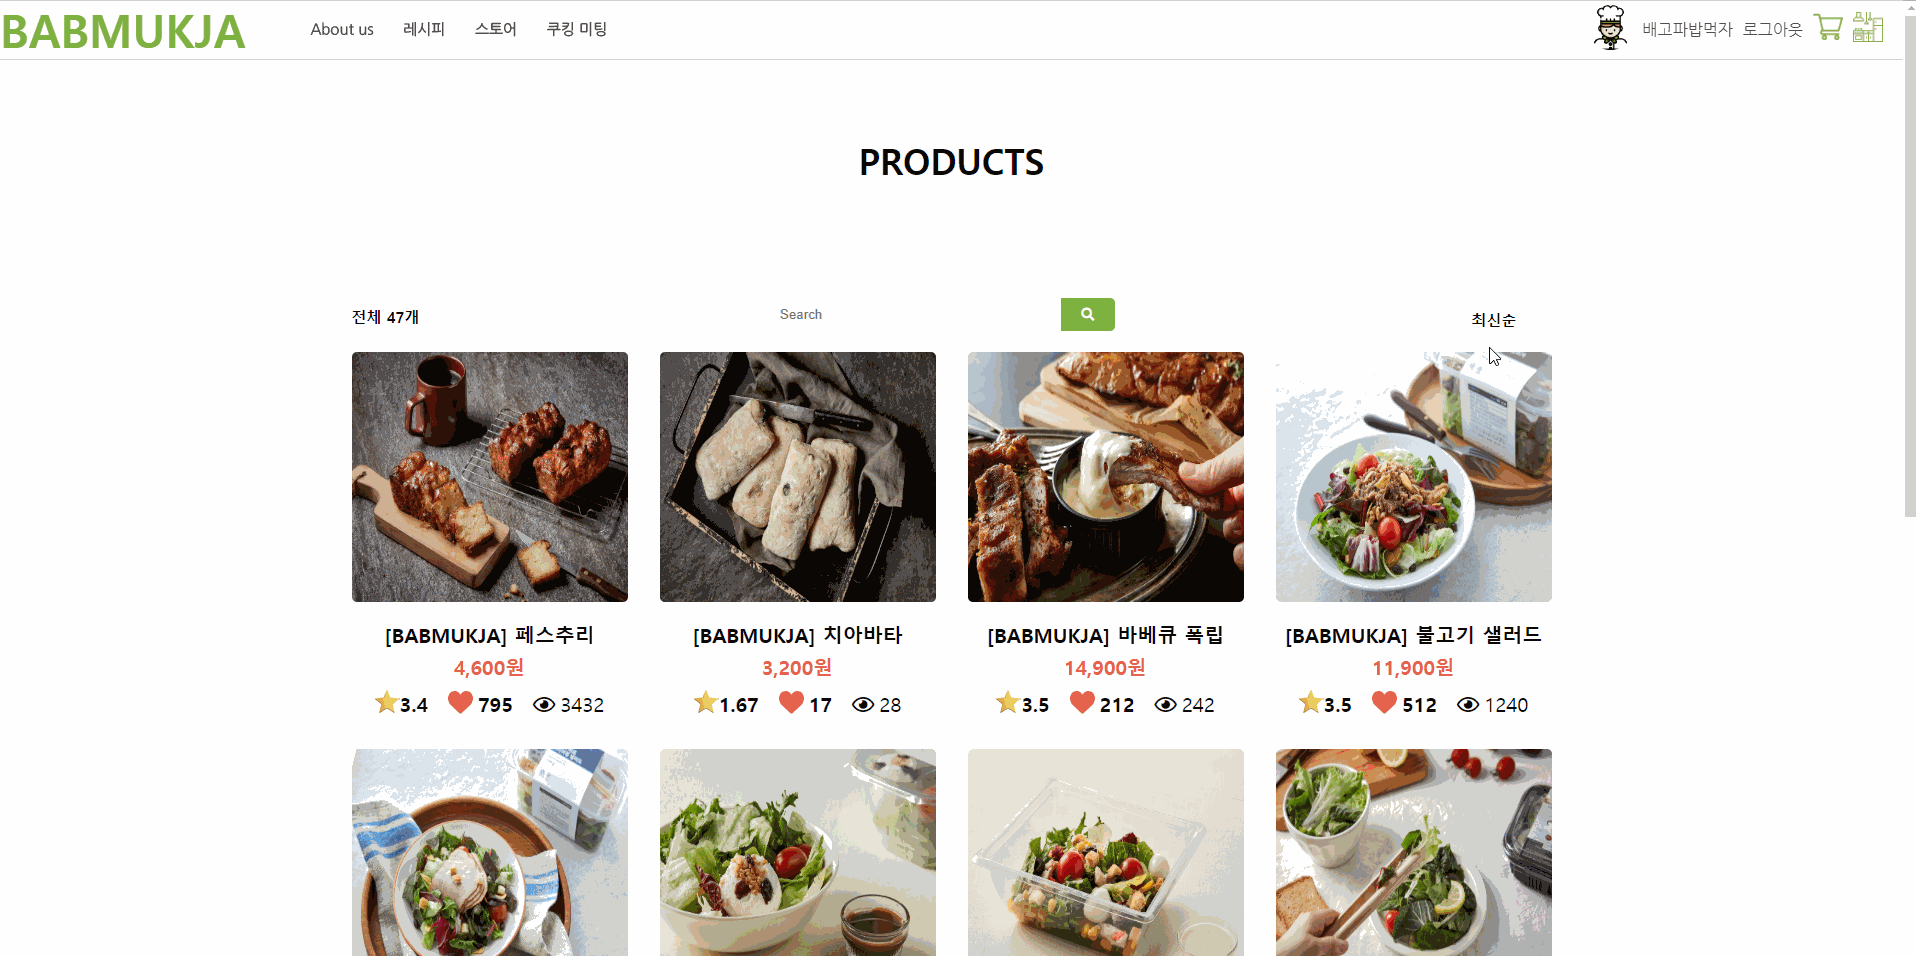 BABMUKJA
About us 레시피 스토어 쿠킹 미팅
배고파밥먹자 로그아웃
PRODUCTS
전체 47개
Search
최신순
[BABMUKJA] 페스추리
4,600원
3.4 795 3432
[BABMUKJA] 치아바타
3,200원
1.67 17 28
[BABMUKJA] 바베큐 폭립
14,900원
3.5 212 242
[BABMUKJA] 불고기 샐러드
11,900원
3.5 512 1240